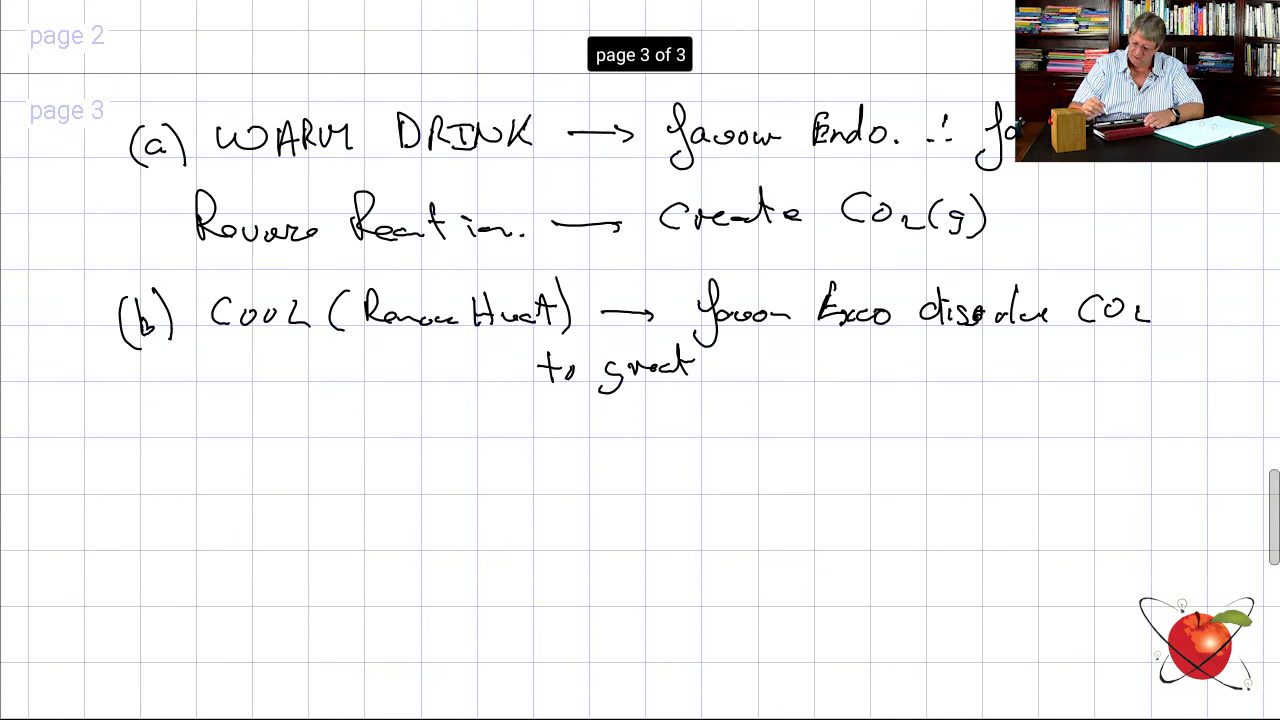 page 2
page 3 of 3
page 3
(a) WARM DRINK → favour Endo. ∴ fa
Reverse Reaction. — Create CO₂(g)
(b) COOL (Remove Heat) → favour Exo dissolve CO₂
to great